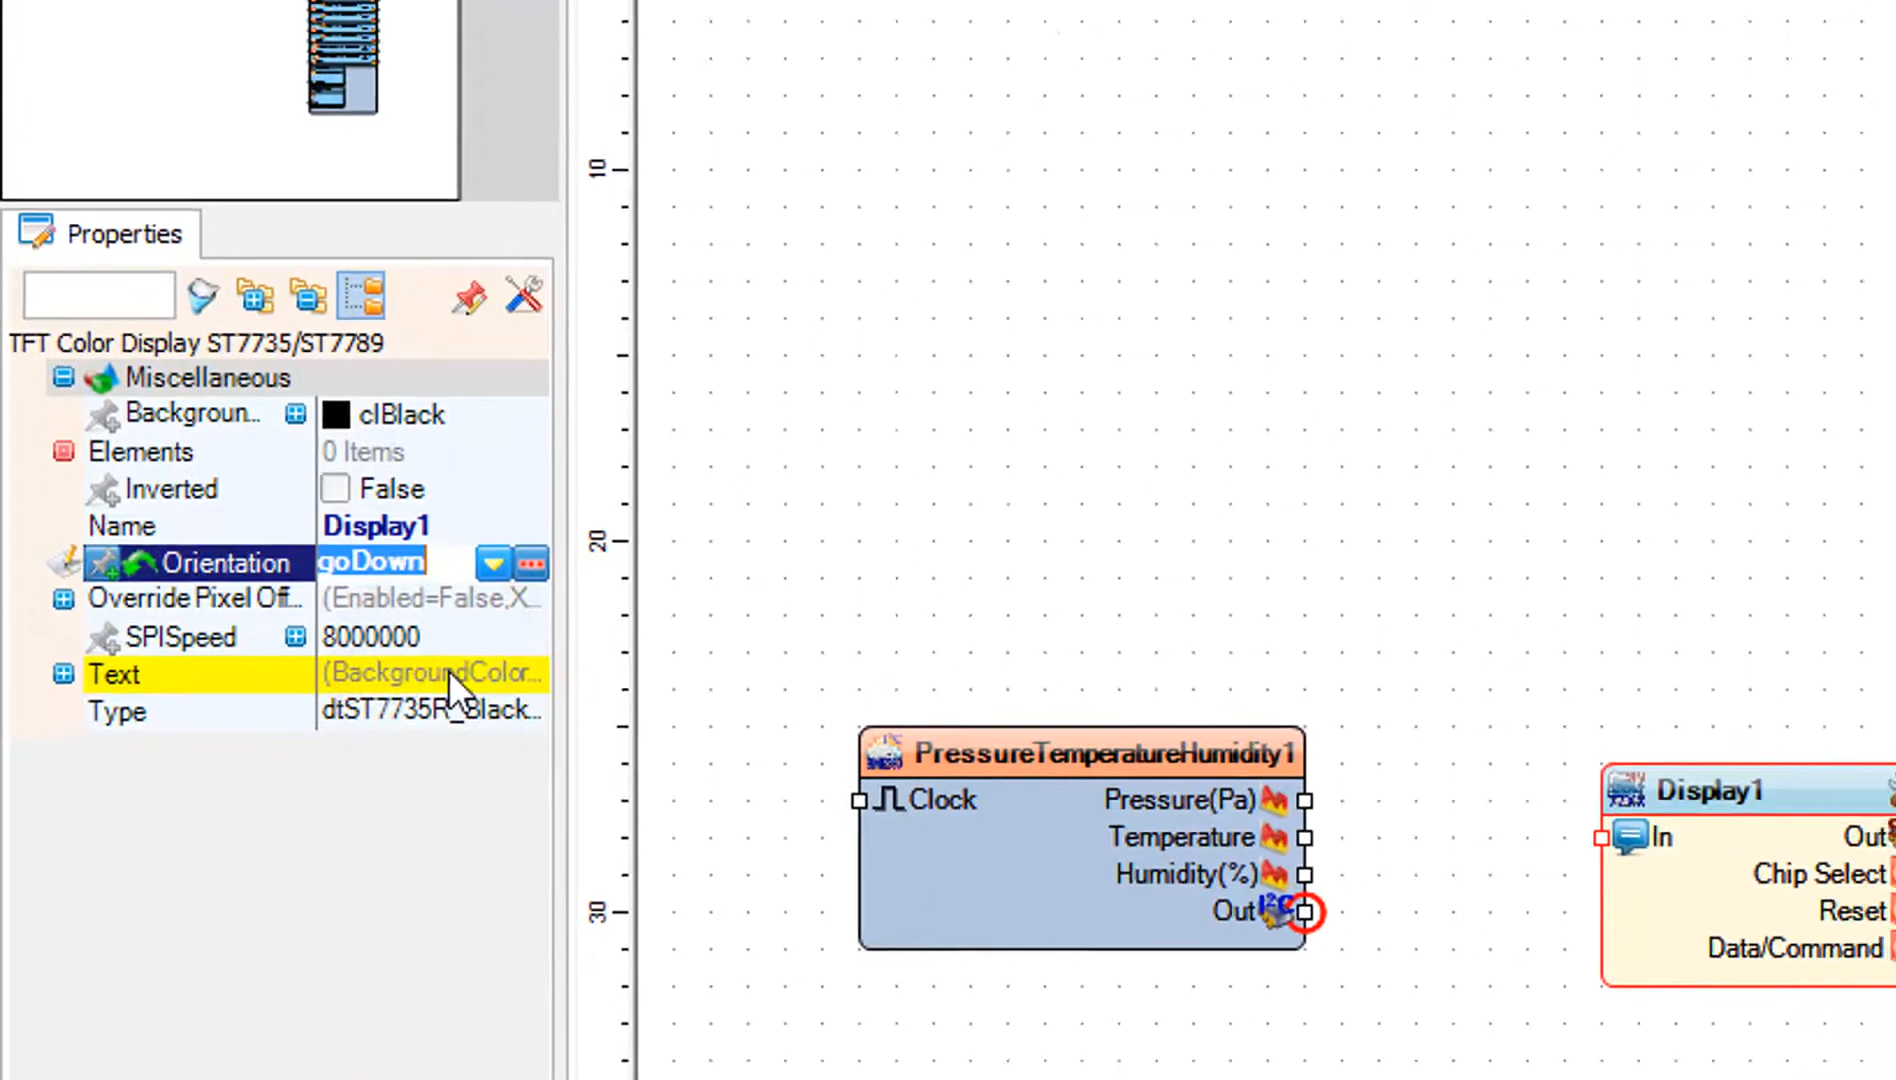 Properties
TFT Color Display ST7735/ST7789
Miscellaneous
Backgroun... clBlack
Elements 0 Items
Inverted False
Name Display1
Orientation goDown
Override Pixel Off... (Enabled=False,X...
SPISpeed 8000000
Text (BackgroundColor...
Type dtST7735R_Black...
10
20
30
PressureTemperatureHumidity1
Clock Pressure(Pa)
Temperature
Humidity(%)
Out I²C
Display1
In Out
Chip Select
Reset
Data/Command